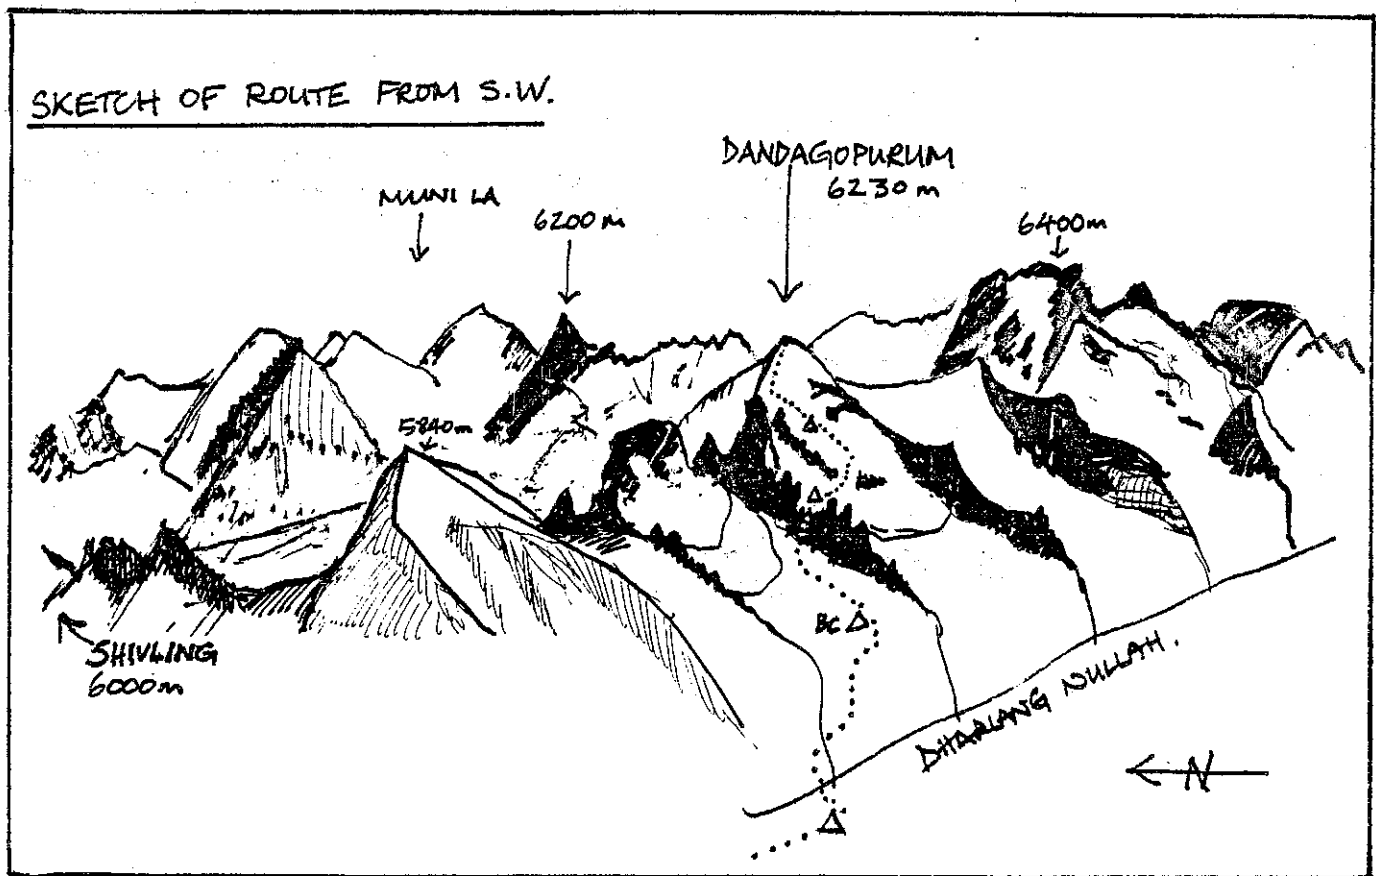 SKETCH OF ROUTE FROM S.W.
DANDAGOPURUM
6230m
MUNI LA
6200m
6400m
5840m
SHIVLING
6000m
BC
DHARLANG NULLAH.
N